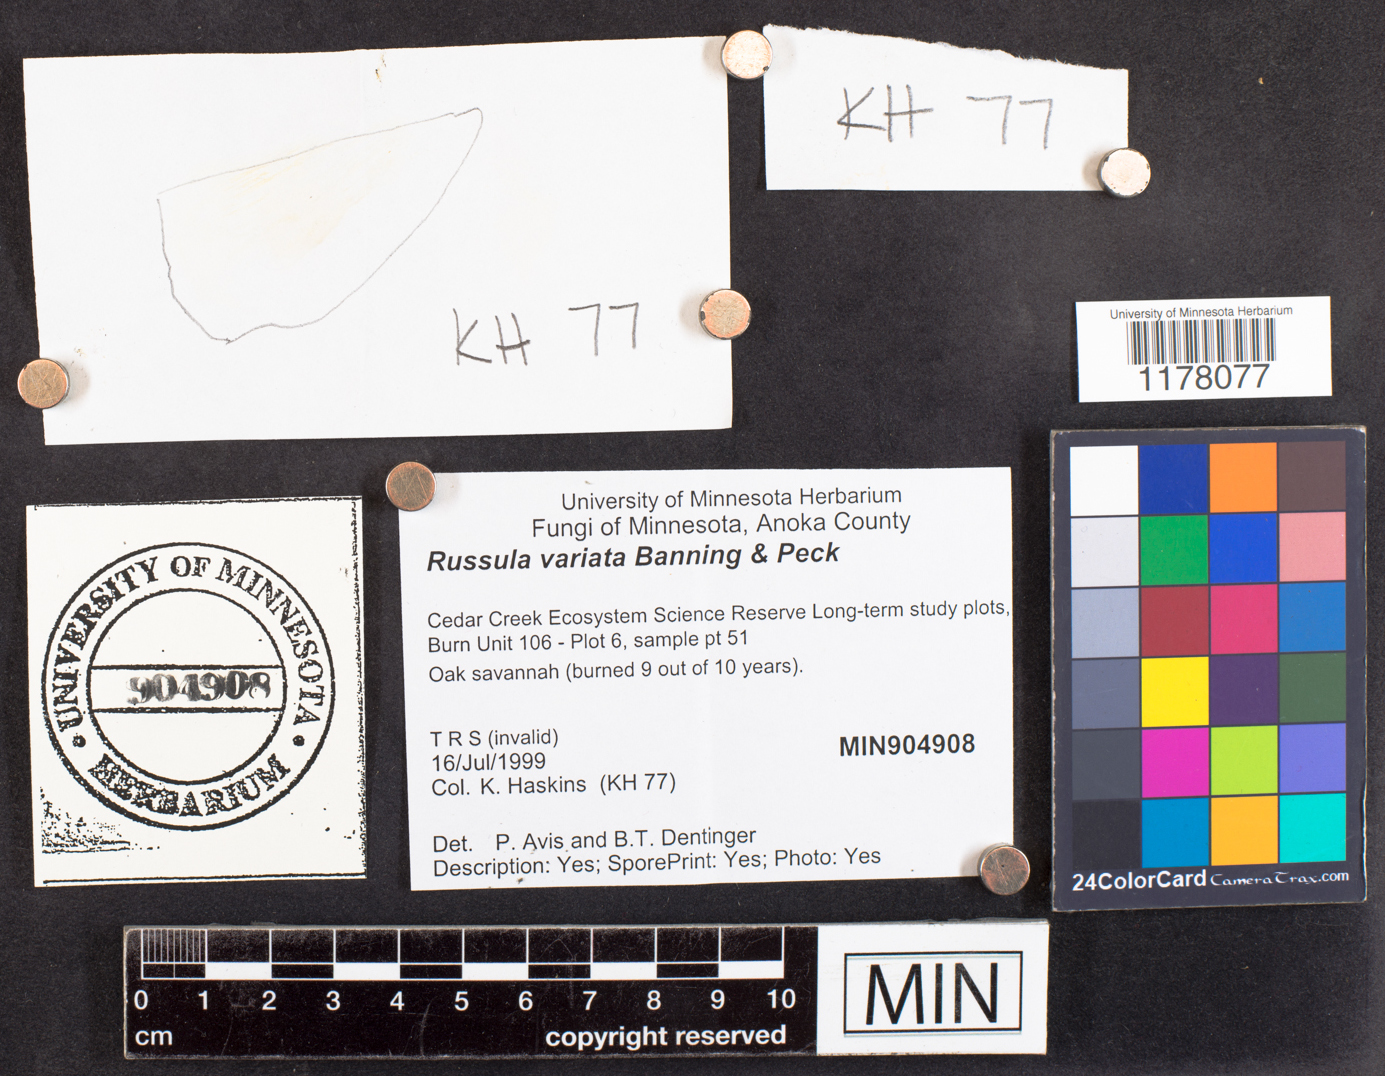 KH 77
KH 77
University of Minnesota Herbarium
1178077
UNIVERSITY OF MINNESOTA
904908
HERBARIUM
University of Minnesota Herbarium
Fungi of Minnesota, Anoka County
Russula variata Banning & Peck
Cedar Creek Ecosystem Science Reserve Long-term study plots,
Burn Unit 106 - Plot 6, sample pt 51
Oak savannah (burned 9 out of 10 years).
T R S (invalid)
16/Jul/1999
MIN904908
Col. K. Haskins (KH 77)
Det. P. Avis and B.T. Dentinger
Description: Yes; SporePrint: Yes; Photo: Yes
24ColorCard CameraTrax.com
0 1 2 3 4 5 6 7 8 9 10
cm copyright reserved
MIN